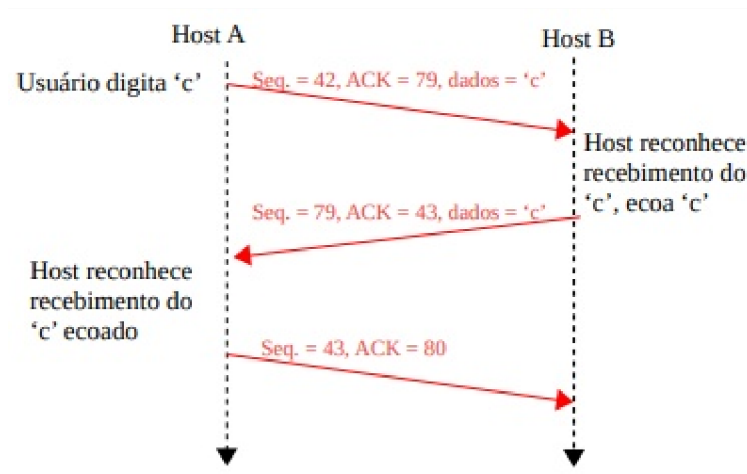 Host A
Host B
Usuário digita ‘c’
Seq. = 42, ACK = 79, dados = ‘c’
Host reconhece
recebimento do
‘c’, ecoa ‘c’
Seq. = 79, ACK = 43, dados = ‘c’
Host reconhece
recebimento do
‘c’ ecoado
Seq. = 43, ACK = 80